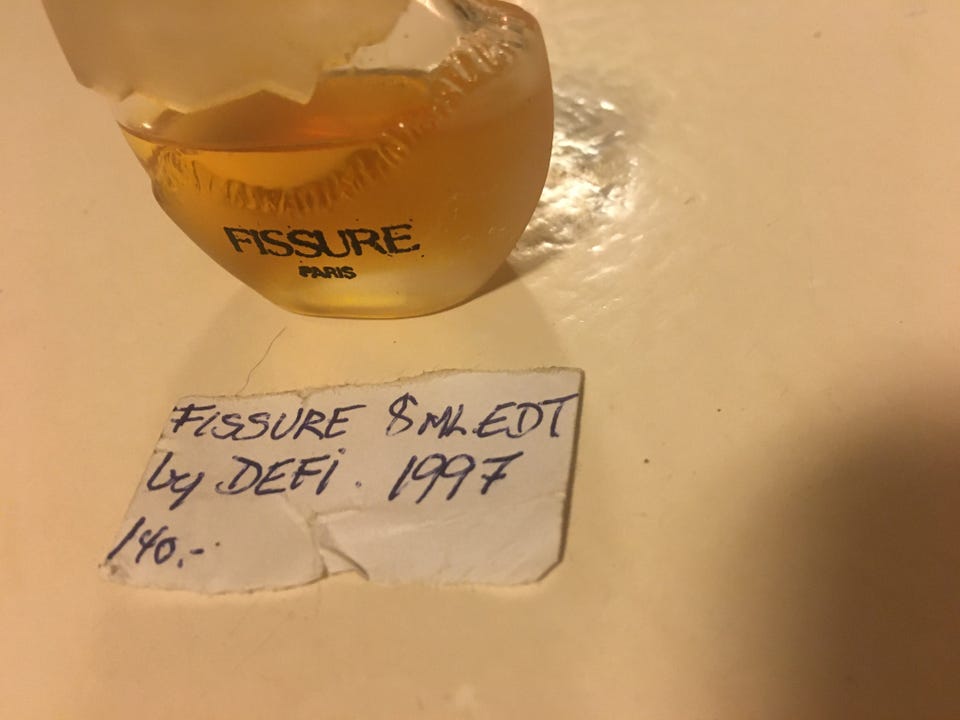 FISSURE
PARIS
FISSURE 8ML EDT
by DEFI. 1997
140.-